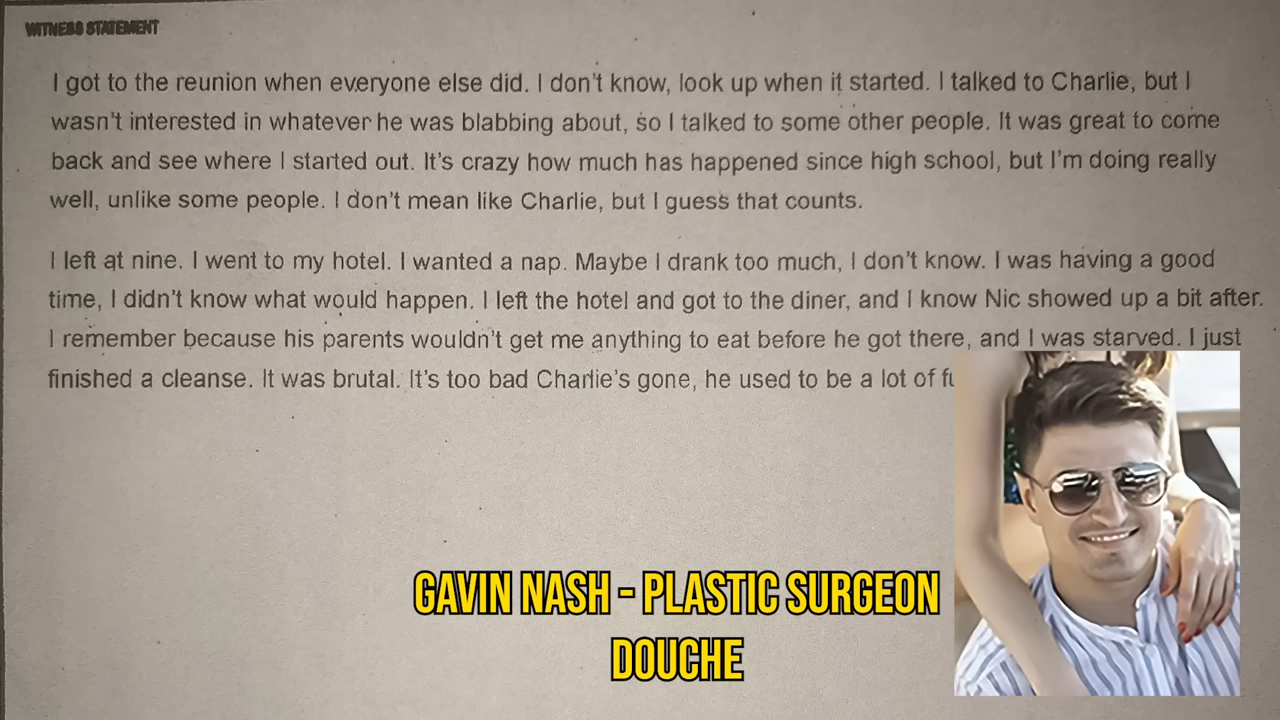 WITNESS STATEMENT
I got to the reunion when everyone else did. I don't know, look up when it started. I talked to Charlie, but I
wasn't interested in whatever he was blabbing about, so I talked to some other people. It was great to come
back and see where I started out. It's crazy how much has happened since high school, but I'm doing really
well, unlike some people. I don't mean like Charlie, but I guess that counts.
I left at nine. I went to my hotel. I wanted a nap. Maybe I drank too much, I don't know. I was having a good
time, I didn't know what would happen. I left the hotel and got to the diner, and I know Nic showed up a bit after.
I remember because his parents wouldn't get me anything to eat before he got there, and I was starved. I just
finished a cleanse. It was brutal. It's too bad Charlie's gone, he used to be a lot of
GAVIN NASH - PLASTIC SURGEON
DOUCHE